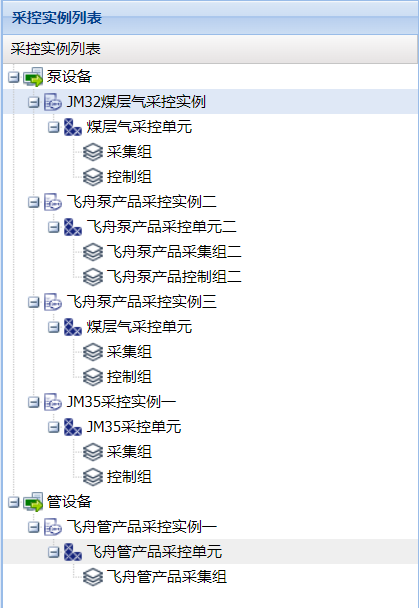 采控实例列表
采控实例列表
泵设备
JM32煤层气采控实例
煤层气采控单元
采集组
控制组
飞舟泵产品采控实例二
飞舟泵产品采控单元二
飞舟泵产品采集组二
飞舟泵产品控制组二
飞舟泵产品采控实例三
煤层气采控单元
采集组
控制组
JM35采控实例一
JM35采控单元
采集组
控制组
管设备
飞舟管产品采控实例一
飞舟管产品采控单元
飞舟管产品采集组